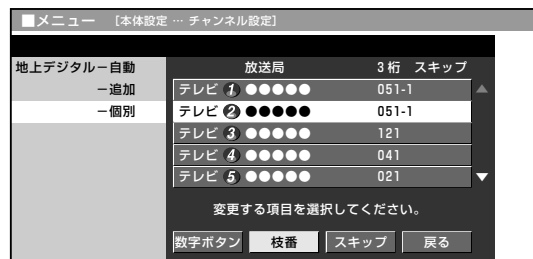 ■メニュー [本体設定 … チャンネル設定]
地上デジタルー自動
ー追加
ー個別
放送局 3桁 スキップ
テレビ 1 ●●●●● 051-1
テレビ 2 ●●●●● 051-1
テレビ 3 ●●●●● 121
テレビ 4 ●●●●● 041
テレビ 5 ●●●●● 021
変更する項目を選択してください。
数字ボタン 枝番 スキップ 戻る